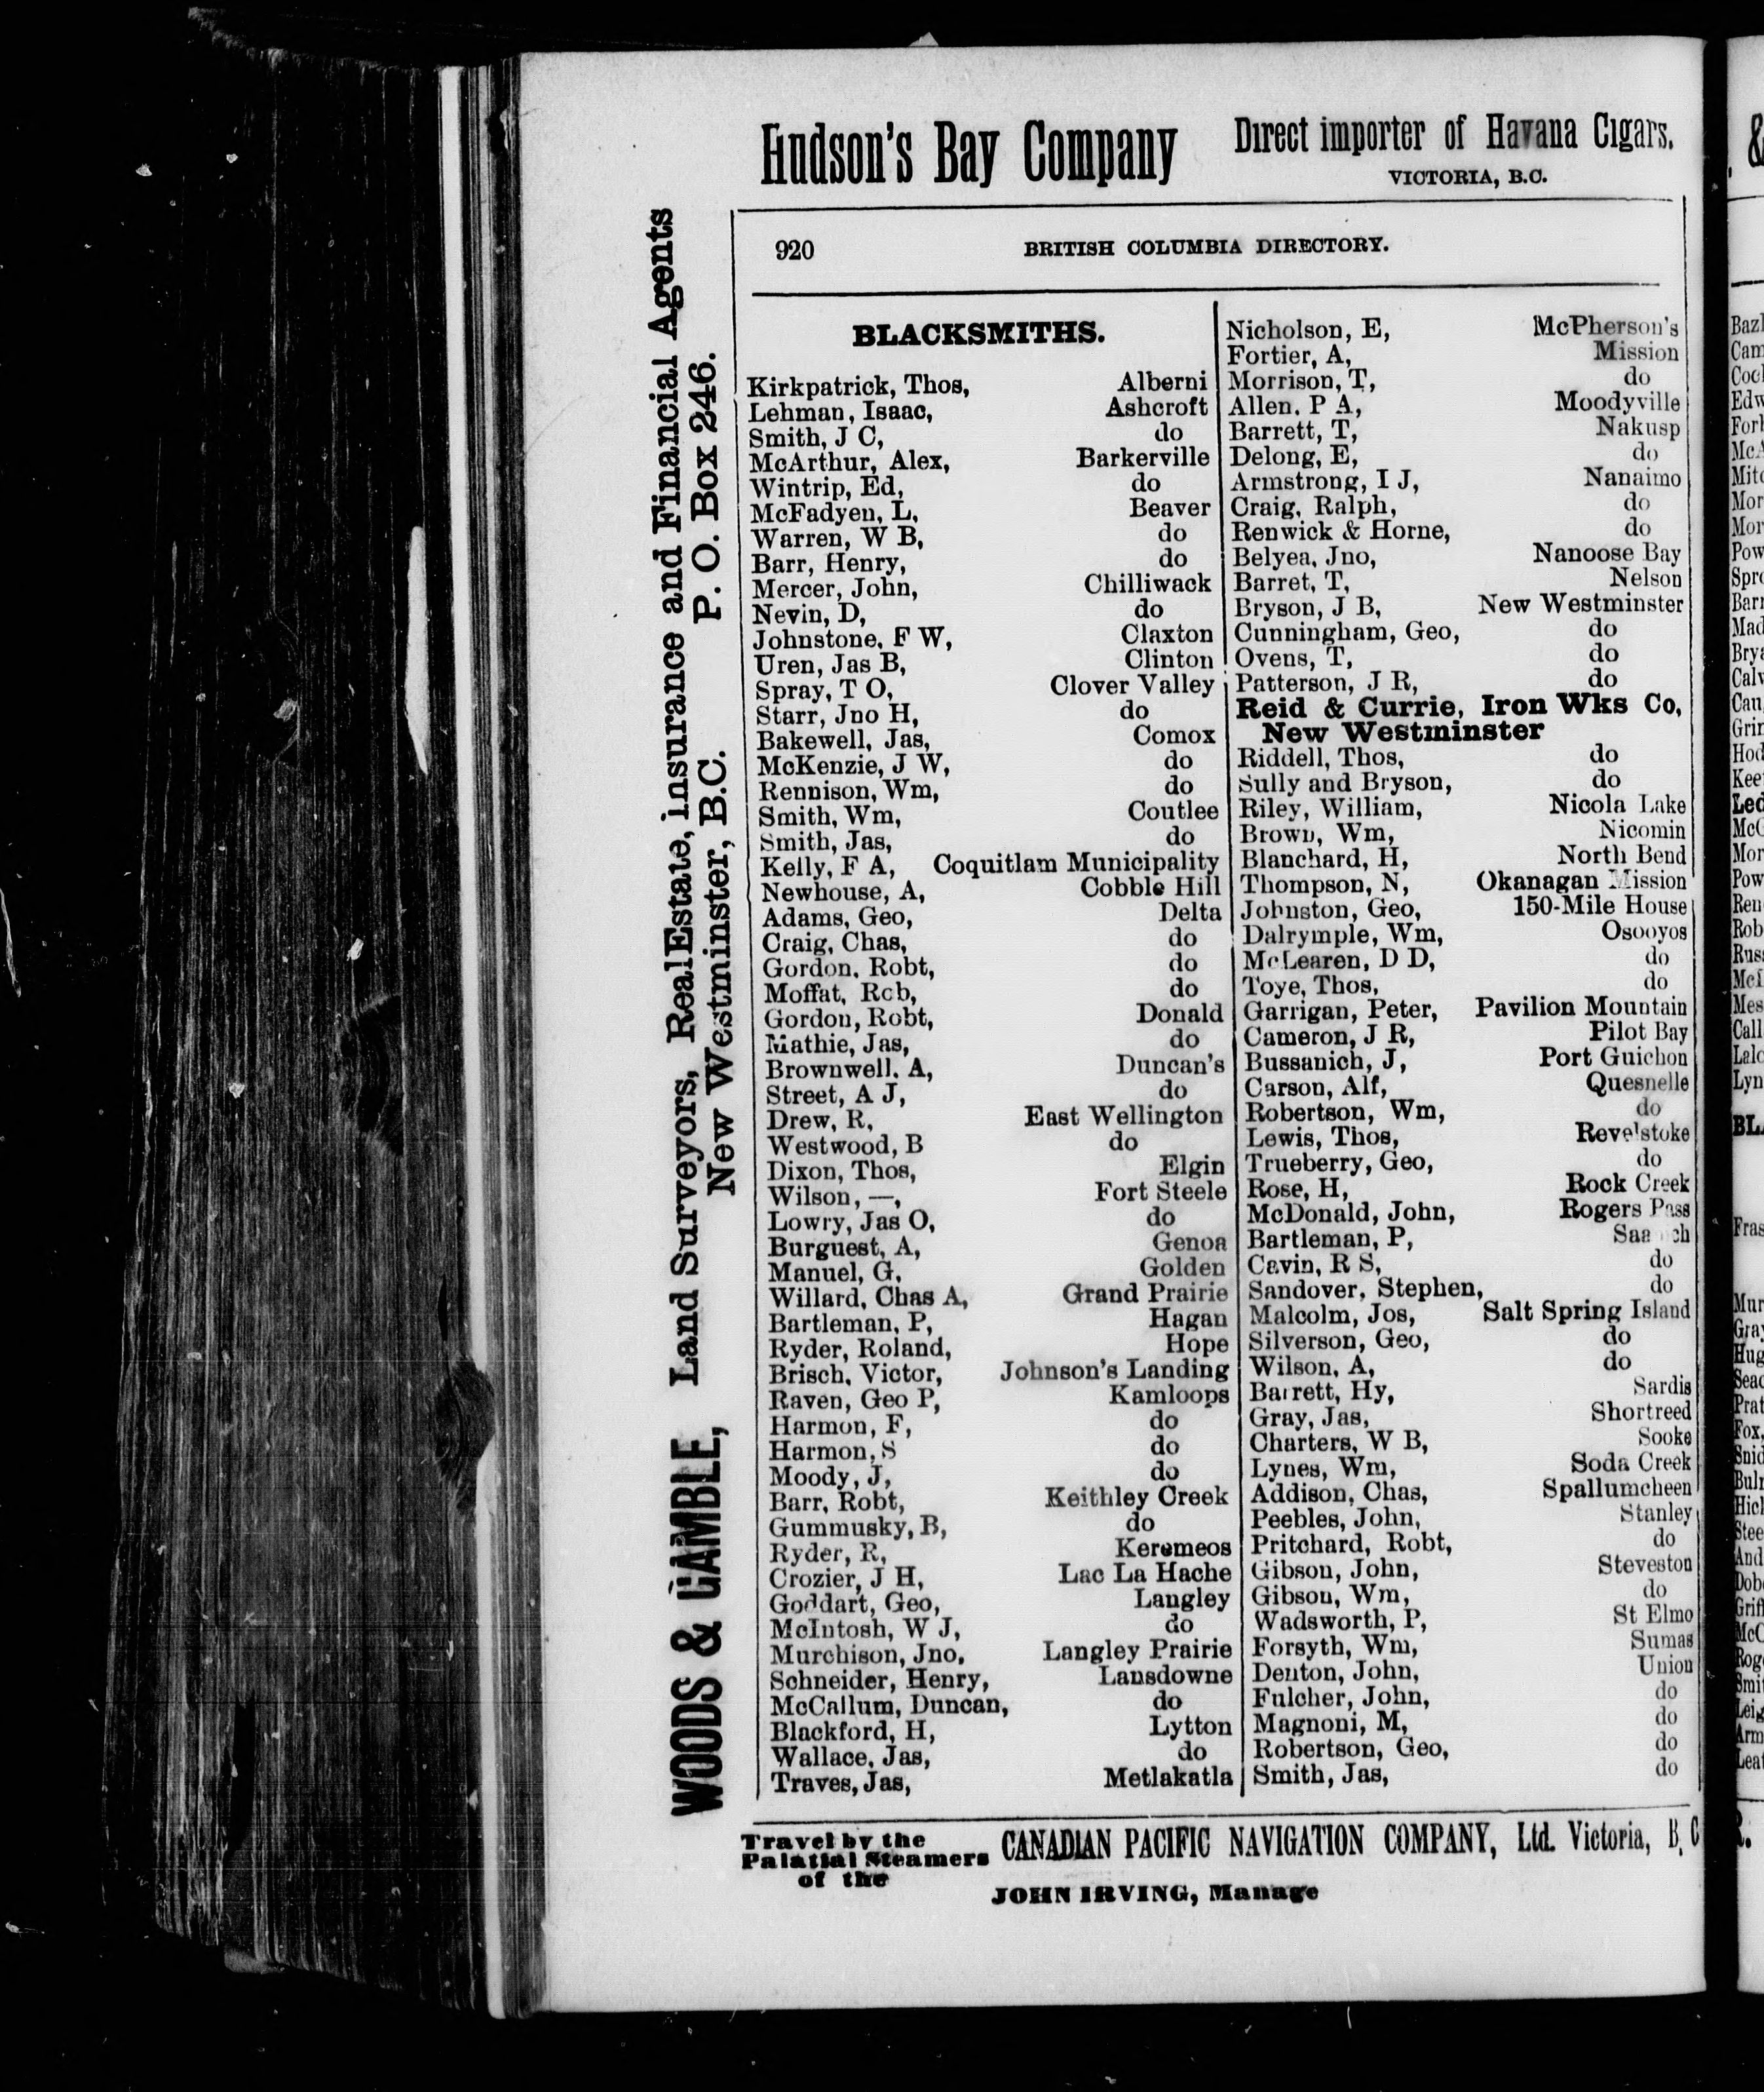 Hudson's Bay Company Direct importer of Havana Cigars.
VICTORIA, B.C.
920 BRITISH COLUMBIA DIRECTORY.
WOODS & GAMBLE, Land Surveyors, Real Estate, insurance and Financial Agents
New Westminster, B.C. P. O. Box 246.
BLACKSMITHS.
Kirkpatrick, Thos, Alberni
Lehman, Isaac, Ashcroft
Smith, J C, do
McArthur, Alex, Barkerville
Wintrip, Ed, do
McFadyen, L, Beaver
Warren, W B, do
Barr, Henry, do
Mercer, John, Chilliwack
Nevin, D, do
Johnstone, F W, Claxton
Uren, Jas B, Clinton
Spray, T O, Clover Valley
Starr, Jno H, do
Bakewell, Jas, Comox
McKenzie, J W, do
Rennison, Wm, do
Smith, Wm, Coutlee
Smith, Jas, do
Kelly, F A, Coquitlam Municipality
Newhouse, A, Cobble Hill
Adams, Geo, Delta
Craig, Chas, do
Gordon, Robt, do
Moffat, Rob, do
Gordon, Robt, Donald
Mathie, Jas, do
Brownwell. A, Duncan's
Street, A J, do
Drew, R, East Wellington
Westwood, B do
Dixon, Thos, Elgin
Wilson, —, Fort Steele
Lowry, Jas O, do
Burguest, A, Genoa
Manuel, G, Golden
Willard, Chas A, Grand Prairie
Bartleman, P, Hagan
Ryder, Roland, Hope
Brisch, Victor, Johnson's Landing
Raven, Geo P, Kamloops
Harmon, F, do
Harmon, S do
Moody, J, do
Barr, Robt, Keithley Creek
Gummusky, B, do
Ryder, R, Keremeos
Crozier, J H, Lac La Hache
Goddart, Geo, Langley
McIntosh, W J, do
Murchison, Jno, Langley Prairie
Schneider, Henry, Lansdowne
McCallum, Duncan, do
Blackford, H, Lytton
Wallace, Jas, do
Traves, Jas, Metlakatla
Nicholson, E, McPherson's
Fortier, A, Mission
Morrison, T, do
Allen. P A, Moodyville
Barrett, T, Nakusp
Delong, E, do
Armstrong, I J, Nanaimo
Craig, Ralph, do
Renwick & Horne, do
Belyea, Jno, Nanoose Bay
Barret, T, Nelson
Bryson, J B, New Westminster
Cunningham, Geo, do
Ovens, T, do
Patterson, J R, do
Reid & Currie, Iron Wks Co,
New Westminster
Riddell, Thos, do
Sully and Bryson, do
Riley, William, Nicola Lake
Brown, Wm, Nicomin
Blanchard, H, North Bend
Thompson, N, Okanagan Mission
Johnston, Geo, 150-Mile House
Dalrymple, Wm, Osooyos
McLearen, D D, do
Toye, Thos, do
Garrigan, Peter, Pavilion Mountain
Cameron, J R, Pilot Bay
Bussanich, J, Port Guichon
Carson, Alf, Quesnelle
Robertson, Wm, do
Lewis, Thos, Revelstoke
Trueberry, Geo, do
Rose, H, Rock Creek
McDonald, John, Rogers Pass
Bartleman, P,
Cavin, R S, do
Sandover, Stephen, do
Malcolm, Jos, Salt Spring Island
Silverson, Geo, do
Wilson, A, do
Barrett, Hy, Sardis
Gray, Jas, Shortreed
Charters, W B, Sooke
Lynes, Wm, Soda Creek
Addison, Chas, Spallumcheen
Peebles, John, Stanley
Pritchard, Robt, do
Gibson, John, Steveston
Gibson, Wm, do
Wadsworth, P, St Elmo
Forsyth, Wm, Sumas
Denton, John, Union
Fulcher, John, do
Magnoni, M, do
Robertson, Geo, do
Smith, Jas, do
Travel by the
Palatial Steamers
of the
CANADIAN PACIFIC NAVIGATION COMPANY, Ltd. Victoria, B C
JOHN IRVING, Manage